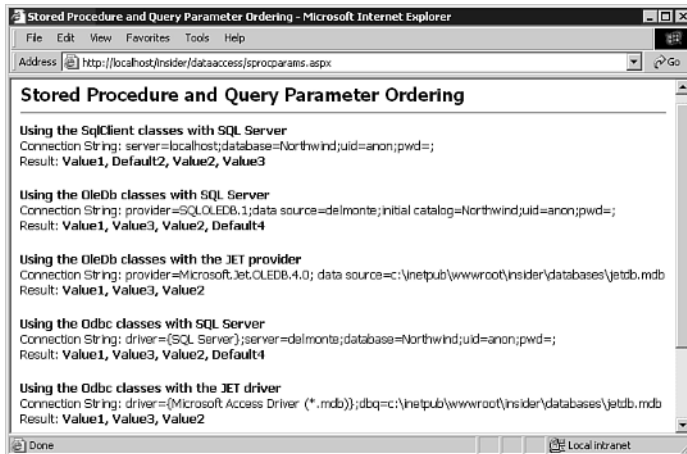 Stored Procedure and Query Parameter Ordering - Microsoft Internet Explorer
File Edit View Favorites Tools Help
Address http://localhost/insider/dataaccess/sprocparams.aspx Go
Stored Procedure and Query Parameter Ordering
Using the SqlClient classes with SQL Server
Connection String: server=localhost;database=Northwind;uid=anon;pwd=;
Result: Value1, Default2, Value2, Value3
Using the OleDb classes with SQL Server
Connection String: provider=SQLOLEDB.1;data source=delmonte;initial catalog=Northwind;uid=anon;pwd=;
Result: Value1, Value3, Value2, Default4
Using the OleDb classes with the JET provider
Connection String: provider=Microsoft.Jet.OLEDB.4.0; data source=c:\inetpub\wwwroot\insider\databases\jetdb.mdb
Result: Value1, Value3, Value2
Using the Odbc classes with SQL Server
Connection String: driver={SQL Server};server=delmonte;database=Northwind;uid=anon;pwd=;
Result: Value1, Value3, Value2, Default4
Using the Odbc classes with the JET driver
Connection String: driver={Microsoft Access Driver (*.mdb)};dbq=c:\inetpub\wwwroot\insider\databases\jetdb.mdb
Result: Value1, Value3, Value2
Done Local intranet